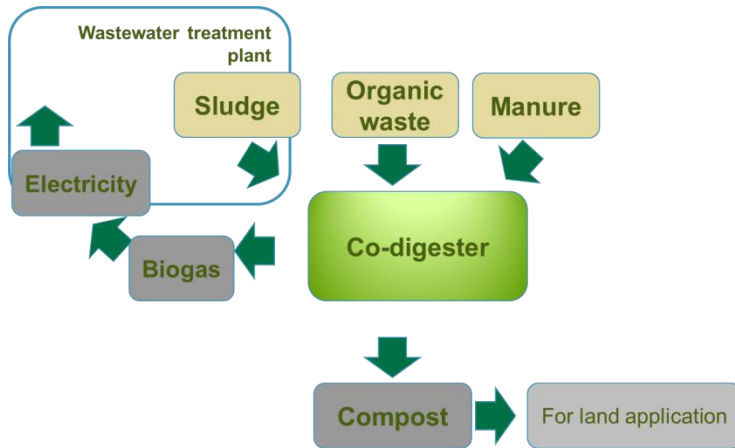 Wastewater treatment
plant
Sludge
Organic
waste
Manure
Electricity
Biogas
Co-digester
Compost
For land application